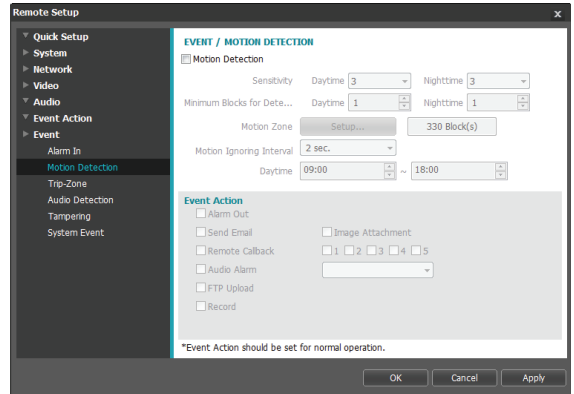 Remote Setup x
Quick Setup
System
Network
Video
Audio
Event Action
Event
Alarm In
Motion Detection
Trip-Zone
Audio Detection
Tampering
System Event
EVENT / MOTION DETECTION
Motion Detection
Sensitivity Daytime 3 Nighttime 3
Minimum Blocks for Dete... Daytime 1 Nighttime 1
Motion Zone Setup... 330 Block(s)
Motion Ignoring Interval 2 sec.
Daytime 09:00 ~ 18:00
Event Action
Alarm Out
Send Email Image Attachment
Remote Callback 1 2 3 4 5
Audio Alarm
FTP Upload
Record
*Event Action should be set for normal operation.
OK Cancel Apply